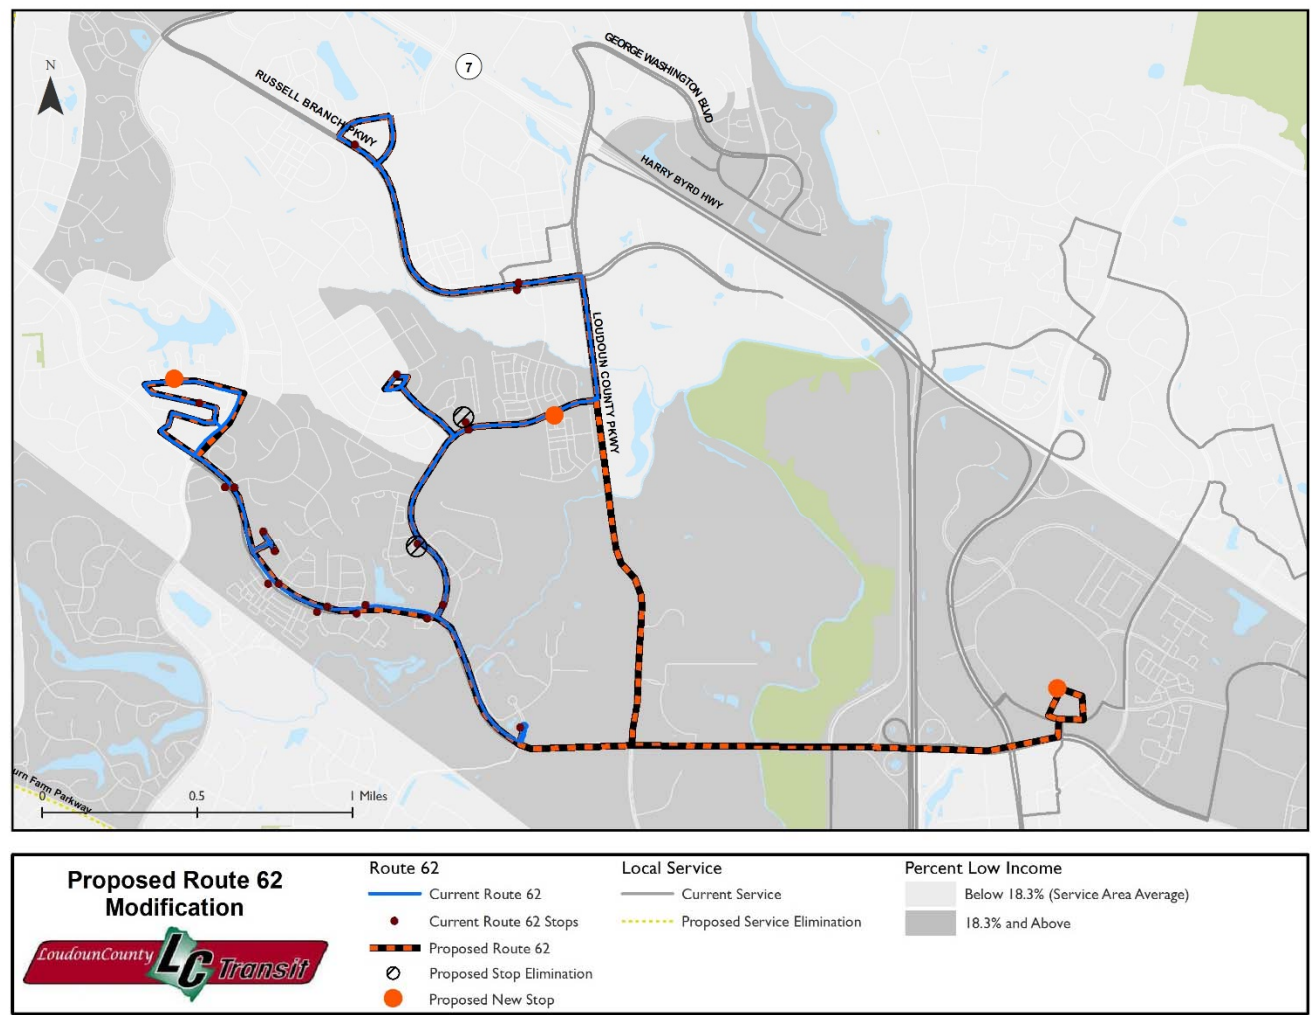 N
7
GEORGE WASHINGTON BLVD
RUSSELL BRANCH PKWY
HARRY BYRD HWY
LOUDOUN COUNTY PKWY
urn Farm Parkway
0 0.5 1 Miles
Proposed Route 62
Modification
LoudounCounty LC Transit
Route 62
Current Route 62
Current Route 62 Stops
Proposed Route 62
Proposed Stop Elimination
Proposed New Stop
Local Service
Current Service
Proposed Service Elimination
Percent Low Income
Below 18.3% (Service Area Average)
18.3% and Above